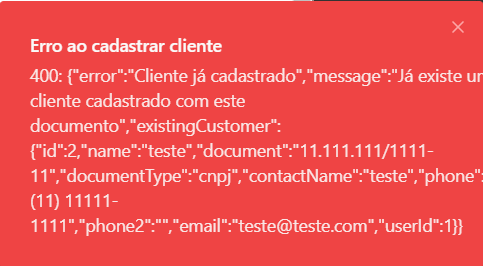 Erro ao cadastrar cliente
400: {"error":"Cliente já cadastrado","message":"Já existe
cliente cadastrado com este
documento","existingCustomer":
{"id":2,"name":"teste","document":"11.111.111/1111-
11","documentType":"cnpj","contactName":"teste","phone":
(11) 11111-
1111","phone2":"","email":"teste@teste.com","userId":1}}